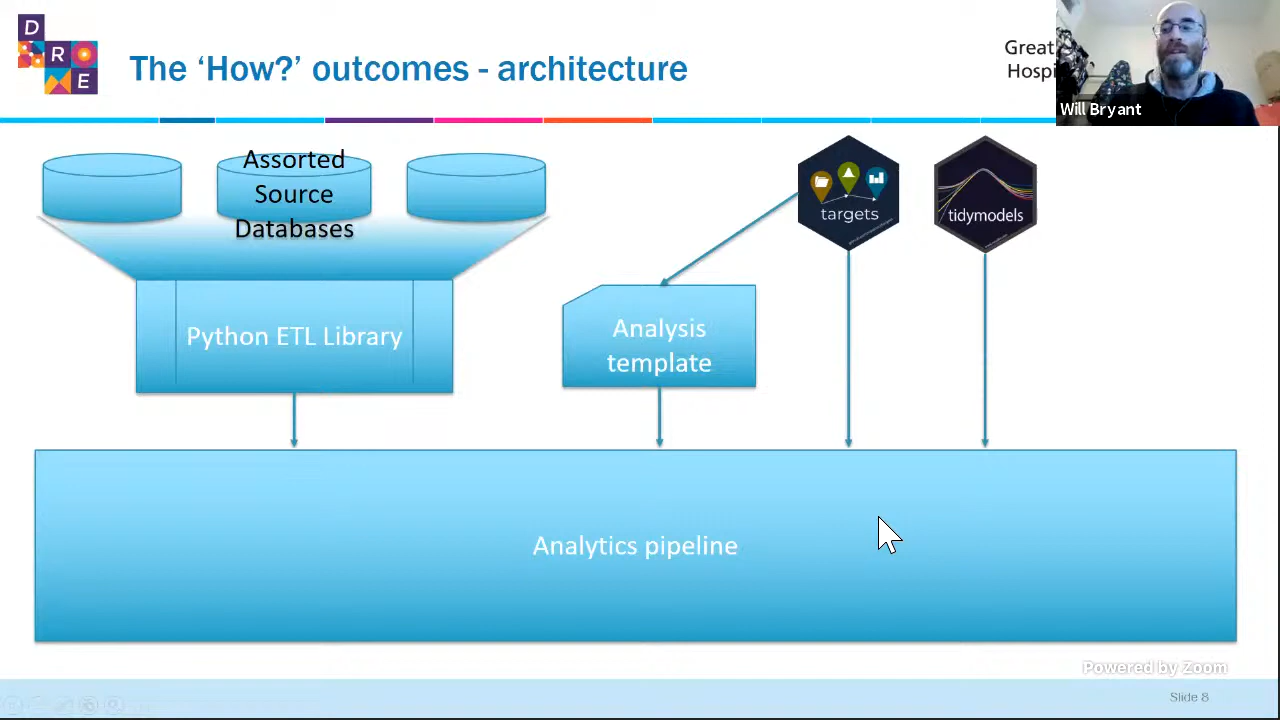 D
R
E
The ‘How?’ outcomes - architecture
Great
Hospi
Will Bryant
Assorted
Source
Databases
targets
tidymodels
Python ETL Library
Analysis
template
Analytics pipeline
Powered by Zoom
Slide 8